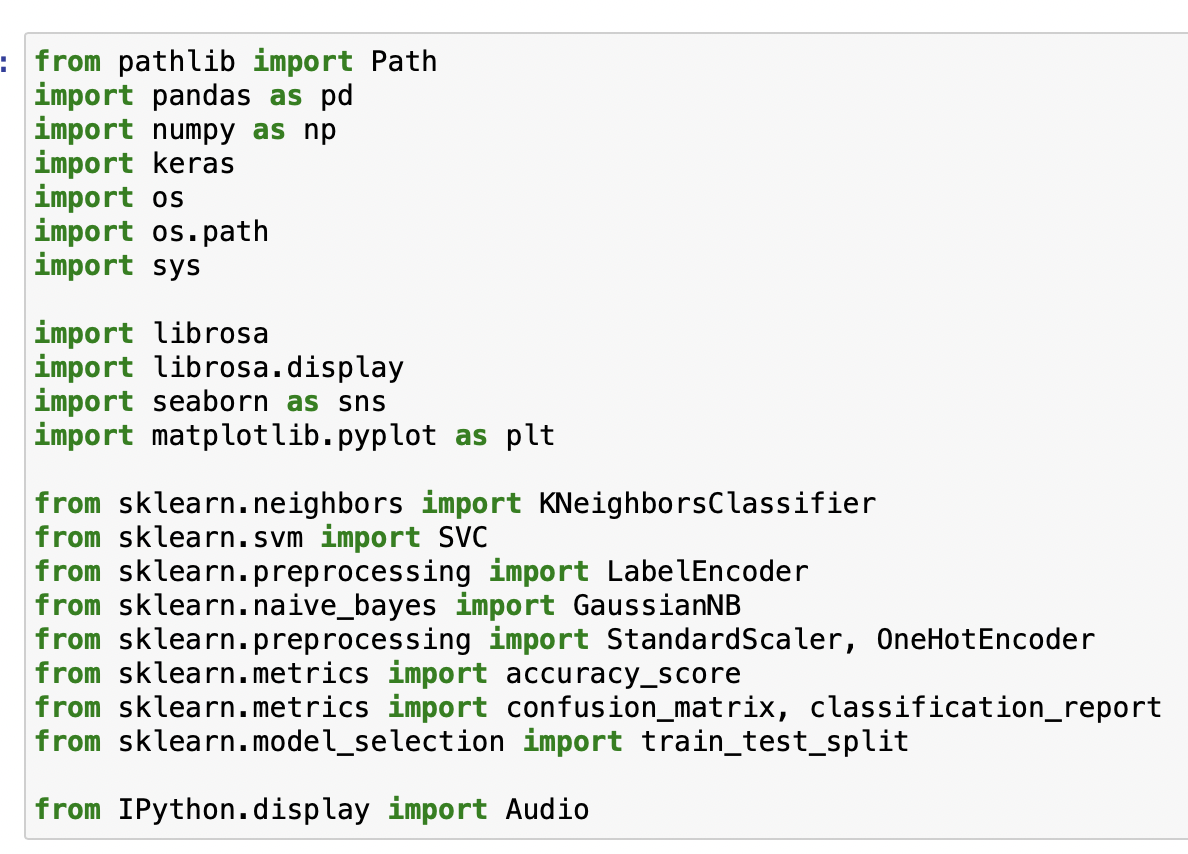 :
from pathlib import Path
import pandas as pd
import numpy as np
import keras
import os
import os.path
import sys
import librosa
import librosa.display
import seaborn as sns
import matplotlib.pyplot as plt
from sklearn.neighbors import KNeighborsClassifier
from sklearn.svm import SVC
from sklearn.preprocessing import LabelEncoder
from sklearn.naive_bayes import GaussianNB
from sklearn.preprocessing import StandardScaler, OneHotEncoder
from sklearn.metrics import accuracy_score
from sklearn.metrics import confusion_matrix, classification_report
from sklearn.model_selection import train_test_split
from IPython.display import Audio